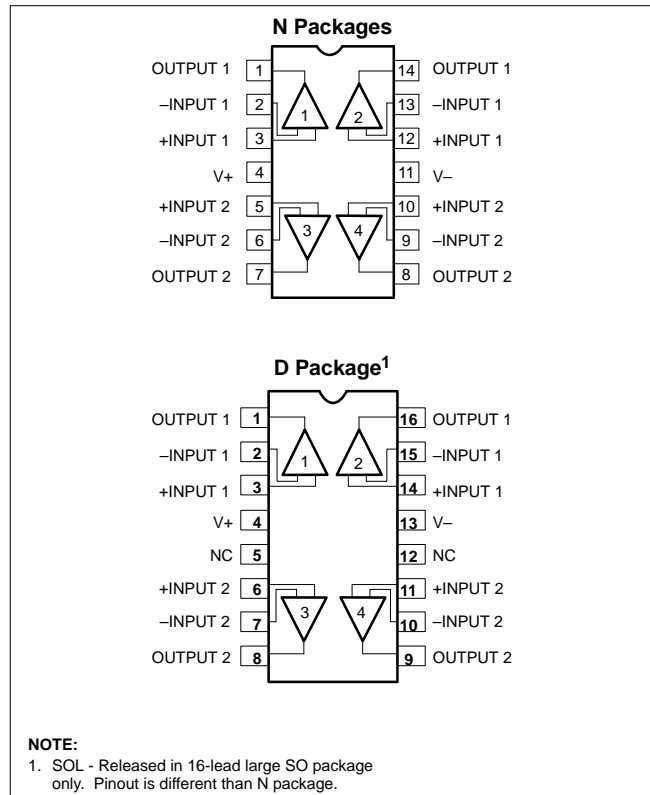 N Packages
OUTPUT 1 1 14 OUTPUT 1
–INPUT 1 2 13 –INPUT 1
1 2
+INPUT 1 3 12 +INPUT 1
V+ 4 11 V–
+INPUT 2 5 10 +INPUT 2
3 4
–INPUT 2 6 9 –INPUT 2
OUTPUT 2 7 8 OUTPUT 2
D Package1
OUTPUT 1 1 16 OUTPUT 1
–INPUT 1 2 15 –INPUT 1
1 2
+INPUT 1 3 14 +INPUT 1
V+ 4 13 V–
NC 5 12 NC
+INPUT 2 6 11 +INPUT 2
3 4
–INPUT 2 7 10 –INPUT 2
OUTPUT 2 8 9 OUTPUT 2
NOTE:
1. SOL - Released in 16-lead large SO package
only. Pinout is different than N package.